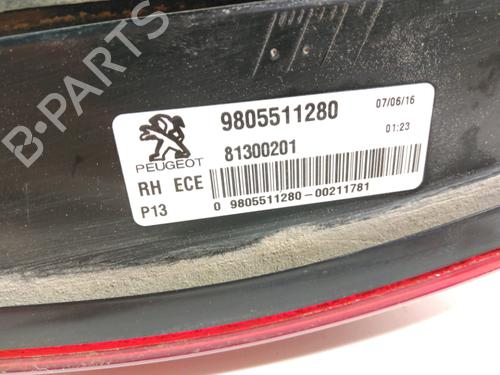 B-PARTS
PEUGEOT
9805511280
07/06/16
81300201
01:23
RH ECE
P13
0 9805511280-00211781